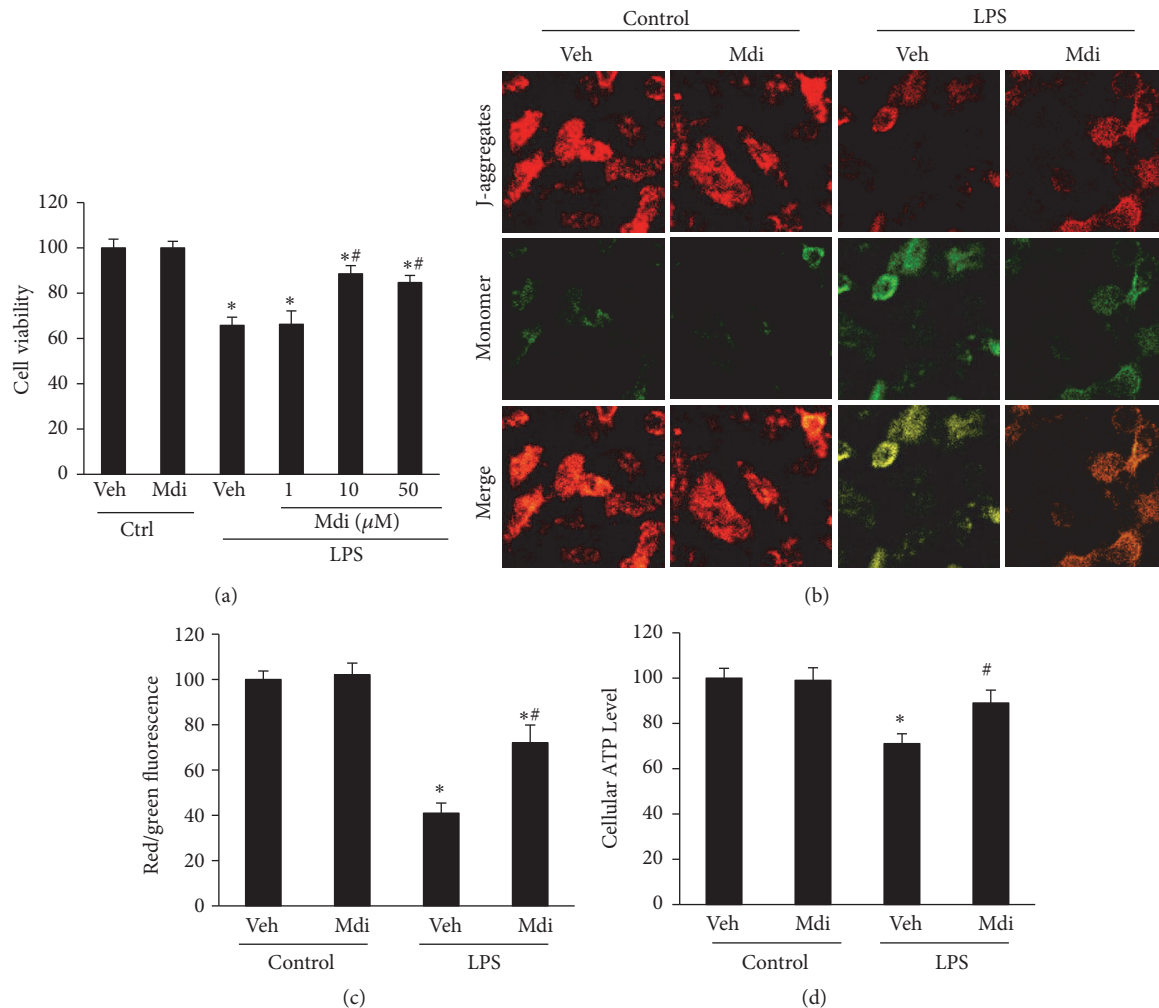 120
100
80
60
40
20
0
Cell viability
* * *# *#
Veh Mdi Veh 1 10 50
Ctrl Mdi (μM)
LPS
(a)
Control LPS
Veh Mdi Veh Mdi
J-aggregates
Monomer
Merge
(b)
120
100
80
60
40
20
0
Red/green fluorescence
* *#
Veh Mdi Veh Mdi
Control LPS
(c)
120
100
80
60
40
20
0
Cellular ATP Level
* #
Veh Mdi Veh Mdi
Control LPS
(d)